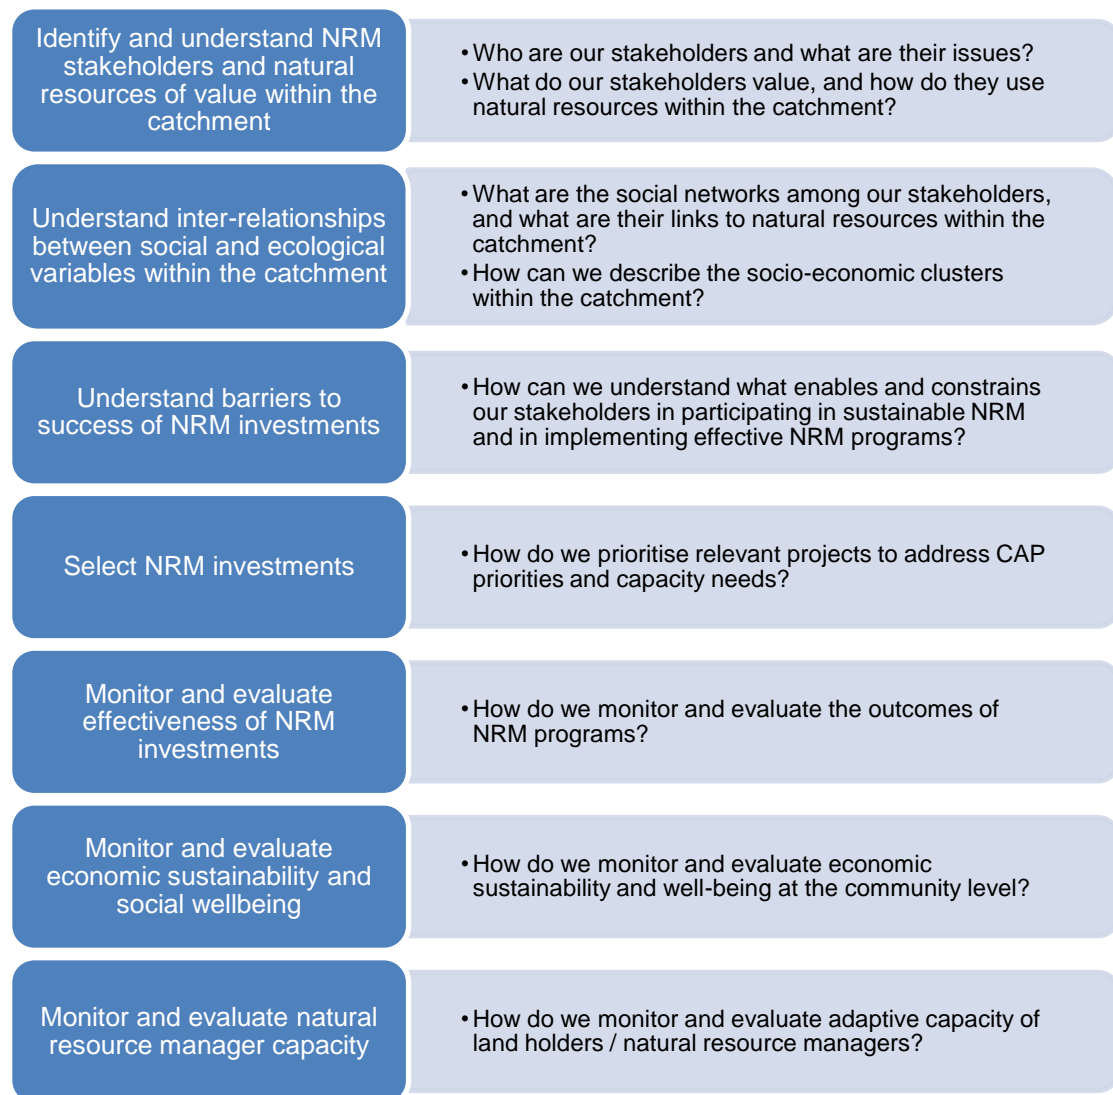 Identify and understand NRM
stakeholders and natural
resources of value within the
catchment
• Who are our stakeholders and what are their issues?
• What do our stakeholders value, and how do they use
natural resources within the catchment?
Understand inter-relationships
between social and ecological
variables within the catchment
• What are the social networks among our stakeholders,
and what are their links to natural resources within the
catchment?
• How can we describe the socio-economic clusters
within the catchment?
Understand barriers to
success of NRM investments
• How can we understand what enables and constrains
our stakeholders in participating in sustainable NRM
and in implementing effective NRM programs?
Select NRM investments
• How do we prioritise relevant projects to address CAP
priorities and capacity needs?
Monitor and evaluate
effectiveness of NRM
investments
• How do we monitor and evaluate the outcomes of
NRM programs?
Monitor and evaluate
economic sustainability and
social wellbeing
• How do we monitor and evaluate economic
sustainability and well-being at the community level?
Monitor and evaluate natural
resource manager capacity
• How do we monitor and evaluate adaptive capacity of
land holders / natural resource managers?